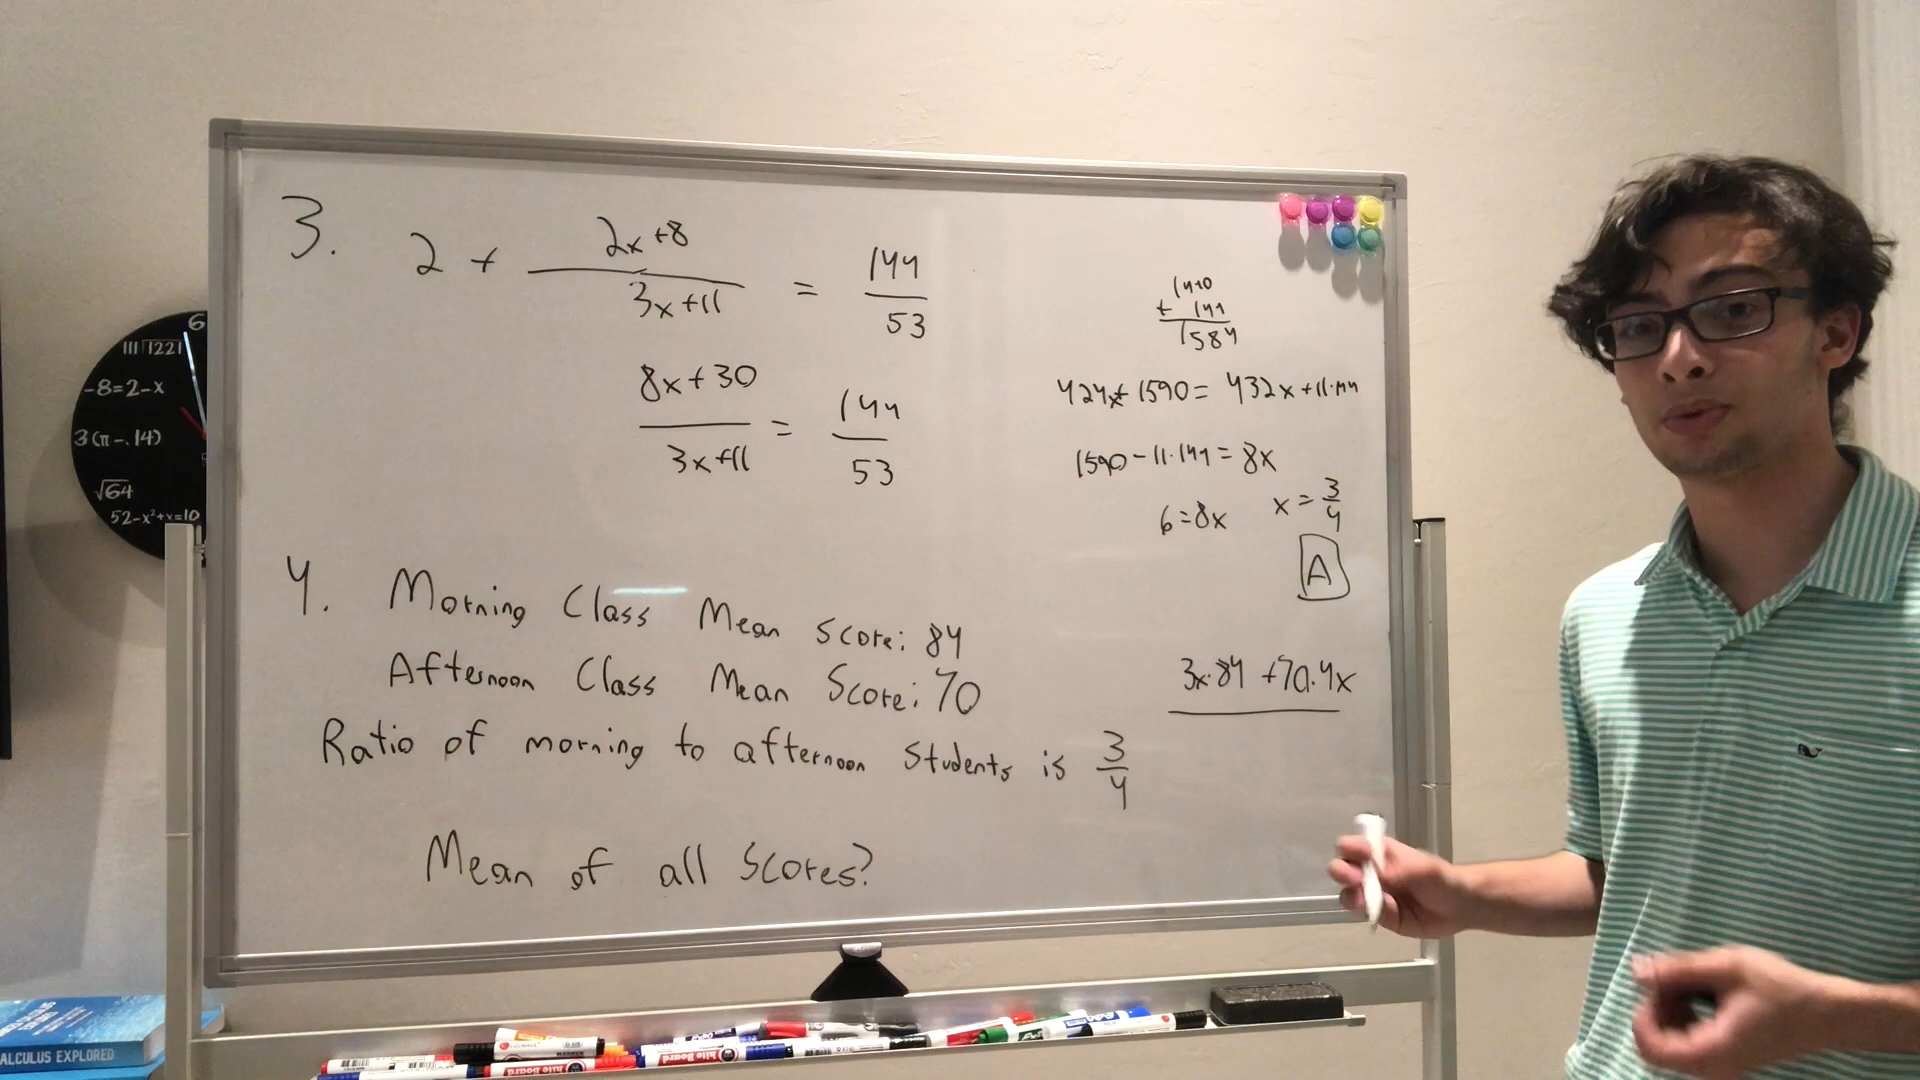 3. 2 + 2x+8 / 3x+11 = 144 / 53
8x+30 / 3x+11 = 144 / 53
1440
+ 144
1584
424x+1590= 432x+11·144
1590-11·144= 8x
6=8x x= 3/4
A
4. Morning Class Mean Score: 84
Afternoon Class Mean Score: 70
Ratio of morning to afternoon Students is 3/4
Mean of all Scores?
3x·84 +70·4x
6
111 1221
-8=2-x
3(π-.14)
√64
52-x²+x=10
CALCULUS EXPLORED